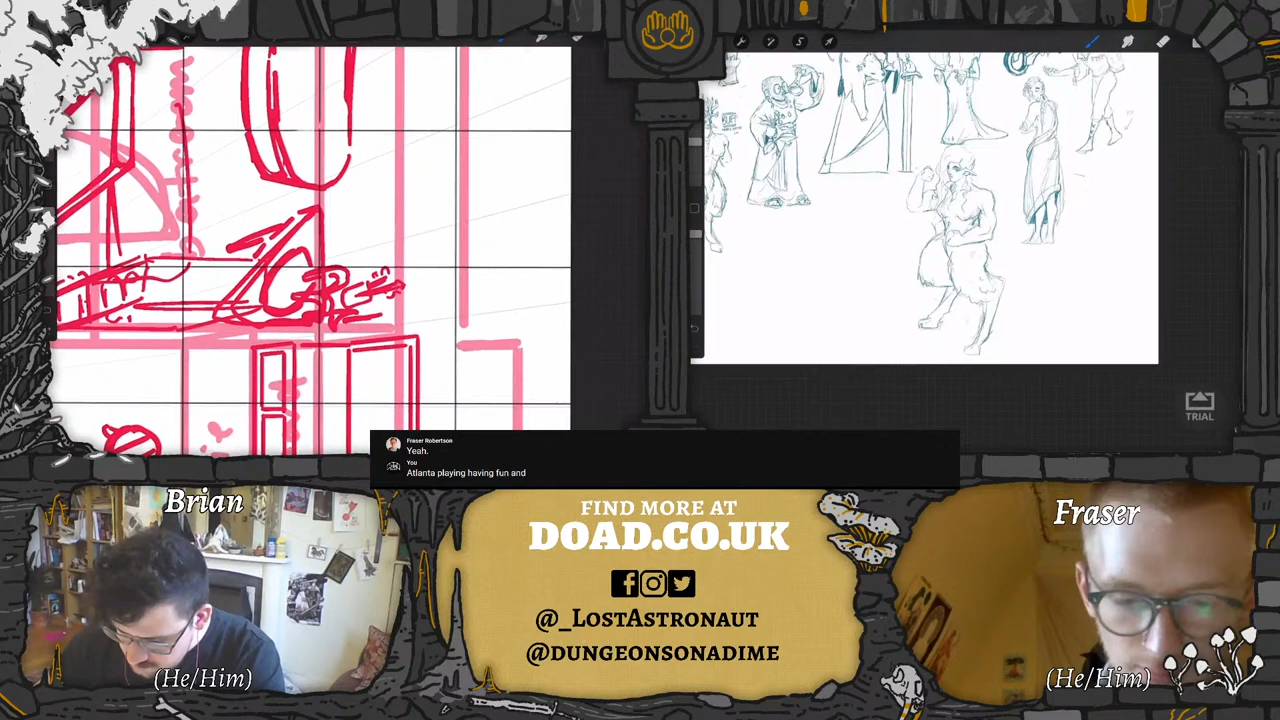 TRIAL
Fraser Robertson
Yeah.
You
Atlanta playing having fun and
Brian
FIND MORE AT
DOAD.CO.UK
@_LostAstronaut
@dungeonsonadime
Fraser
(He/Him)
(He/Him)